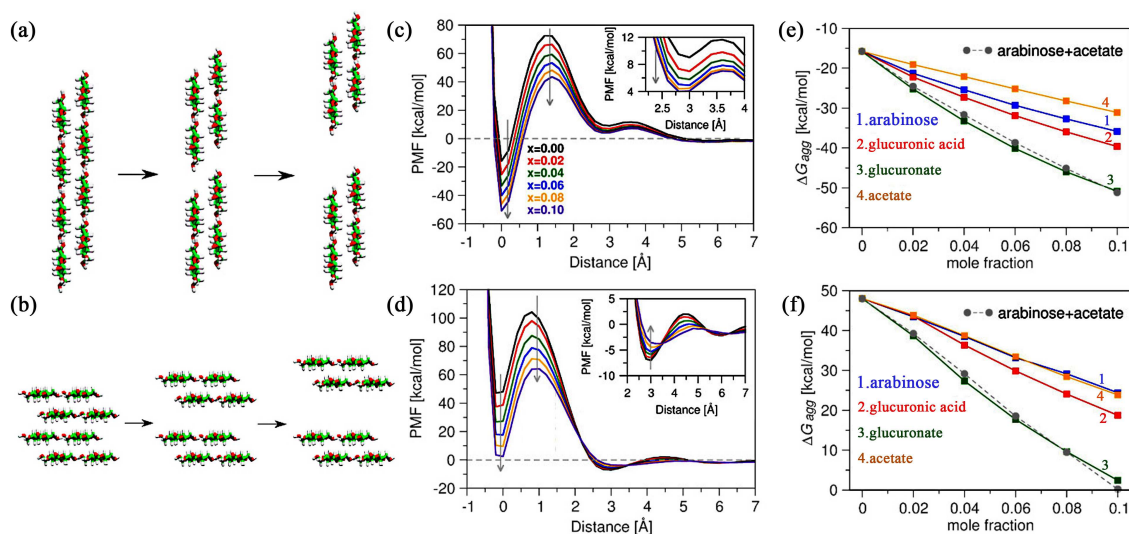 (a)
(b)
(c)
PMF [kcal/mol]
80
60
40
20
0
-20
-40
-60
x=0.00
x=0.02
x=0.04
x=0.06
x=0.08
x=0.10
-1 0 1 2 3 4 5 6 7
Distance [Å]
PMF [kcal/mol]
12
10
8
6
4
2.5 3 3.5 4
Distance [Å]
(d)
PMF [kcal/mol]
120
100
80
60
40
20
0
-20
-1 0 1 2 3 4 5 6 7
Distance [Å]
PMF [kcal/mol]
5
0
-5
-10
2 3 4 5 6 7
Distance [Å]
(e)
ΔGagg [kcal/mol]
-10
-20
-30
-40
-50
-60
arabinose+acetate
1.arabinose
2.glucuronic acid
3.glucuronate
4.acetate
4
1
2
3
0 0.02 0.04 0.06 0.08 0.1
mole fraction
(f)
ΔGagg [kcal/mol]
50
40
30
20
10
0
arabinose+acetate
1.arabinose
2.glucuronic acid
3.glucuronate
4.acetate
1
4
2
3
0 0.02 0.04 0.06 0.08 0.1
mole fraction